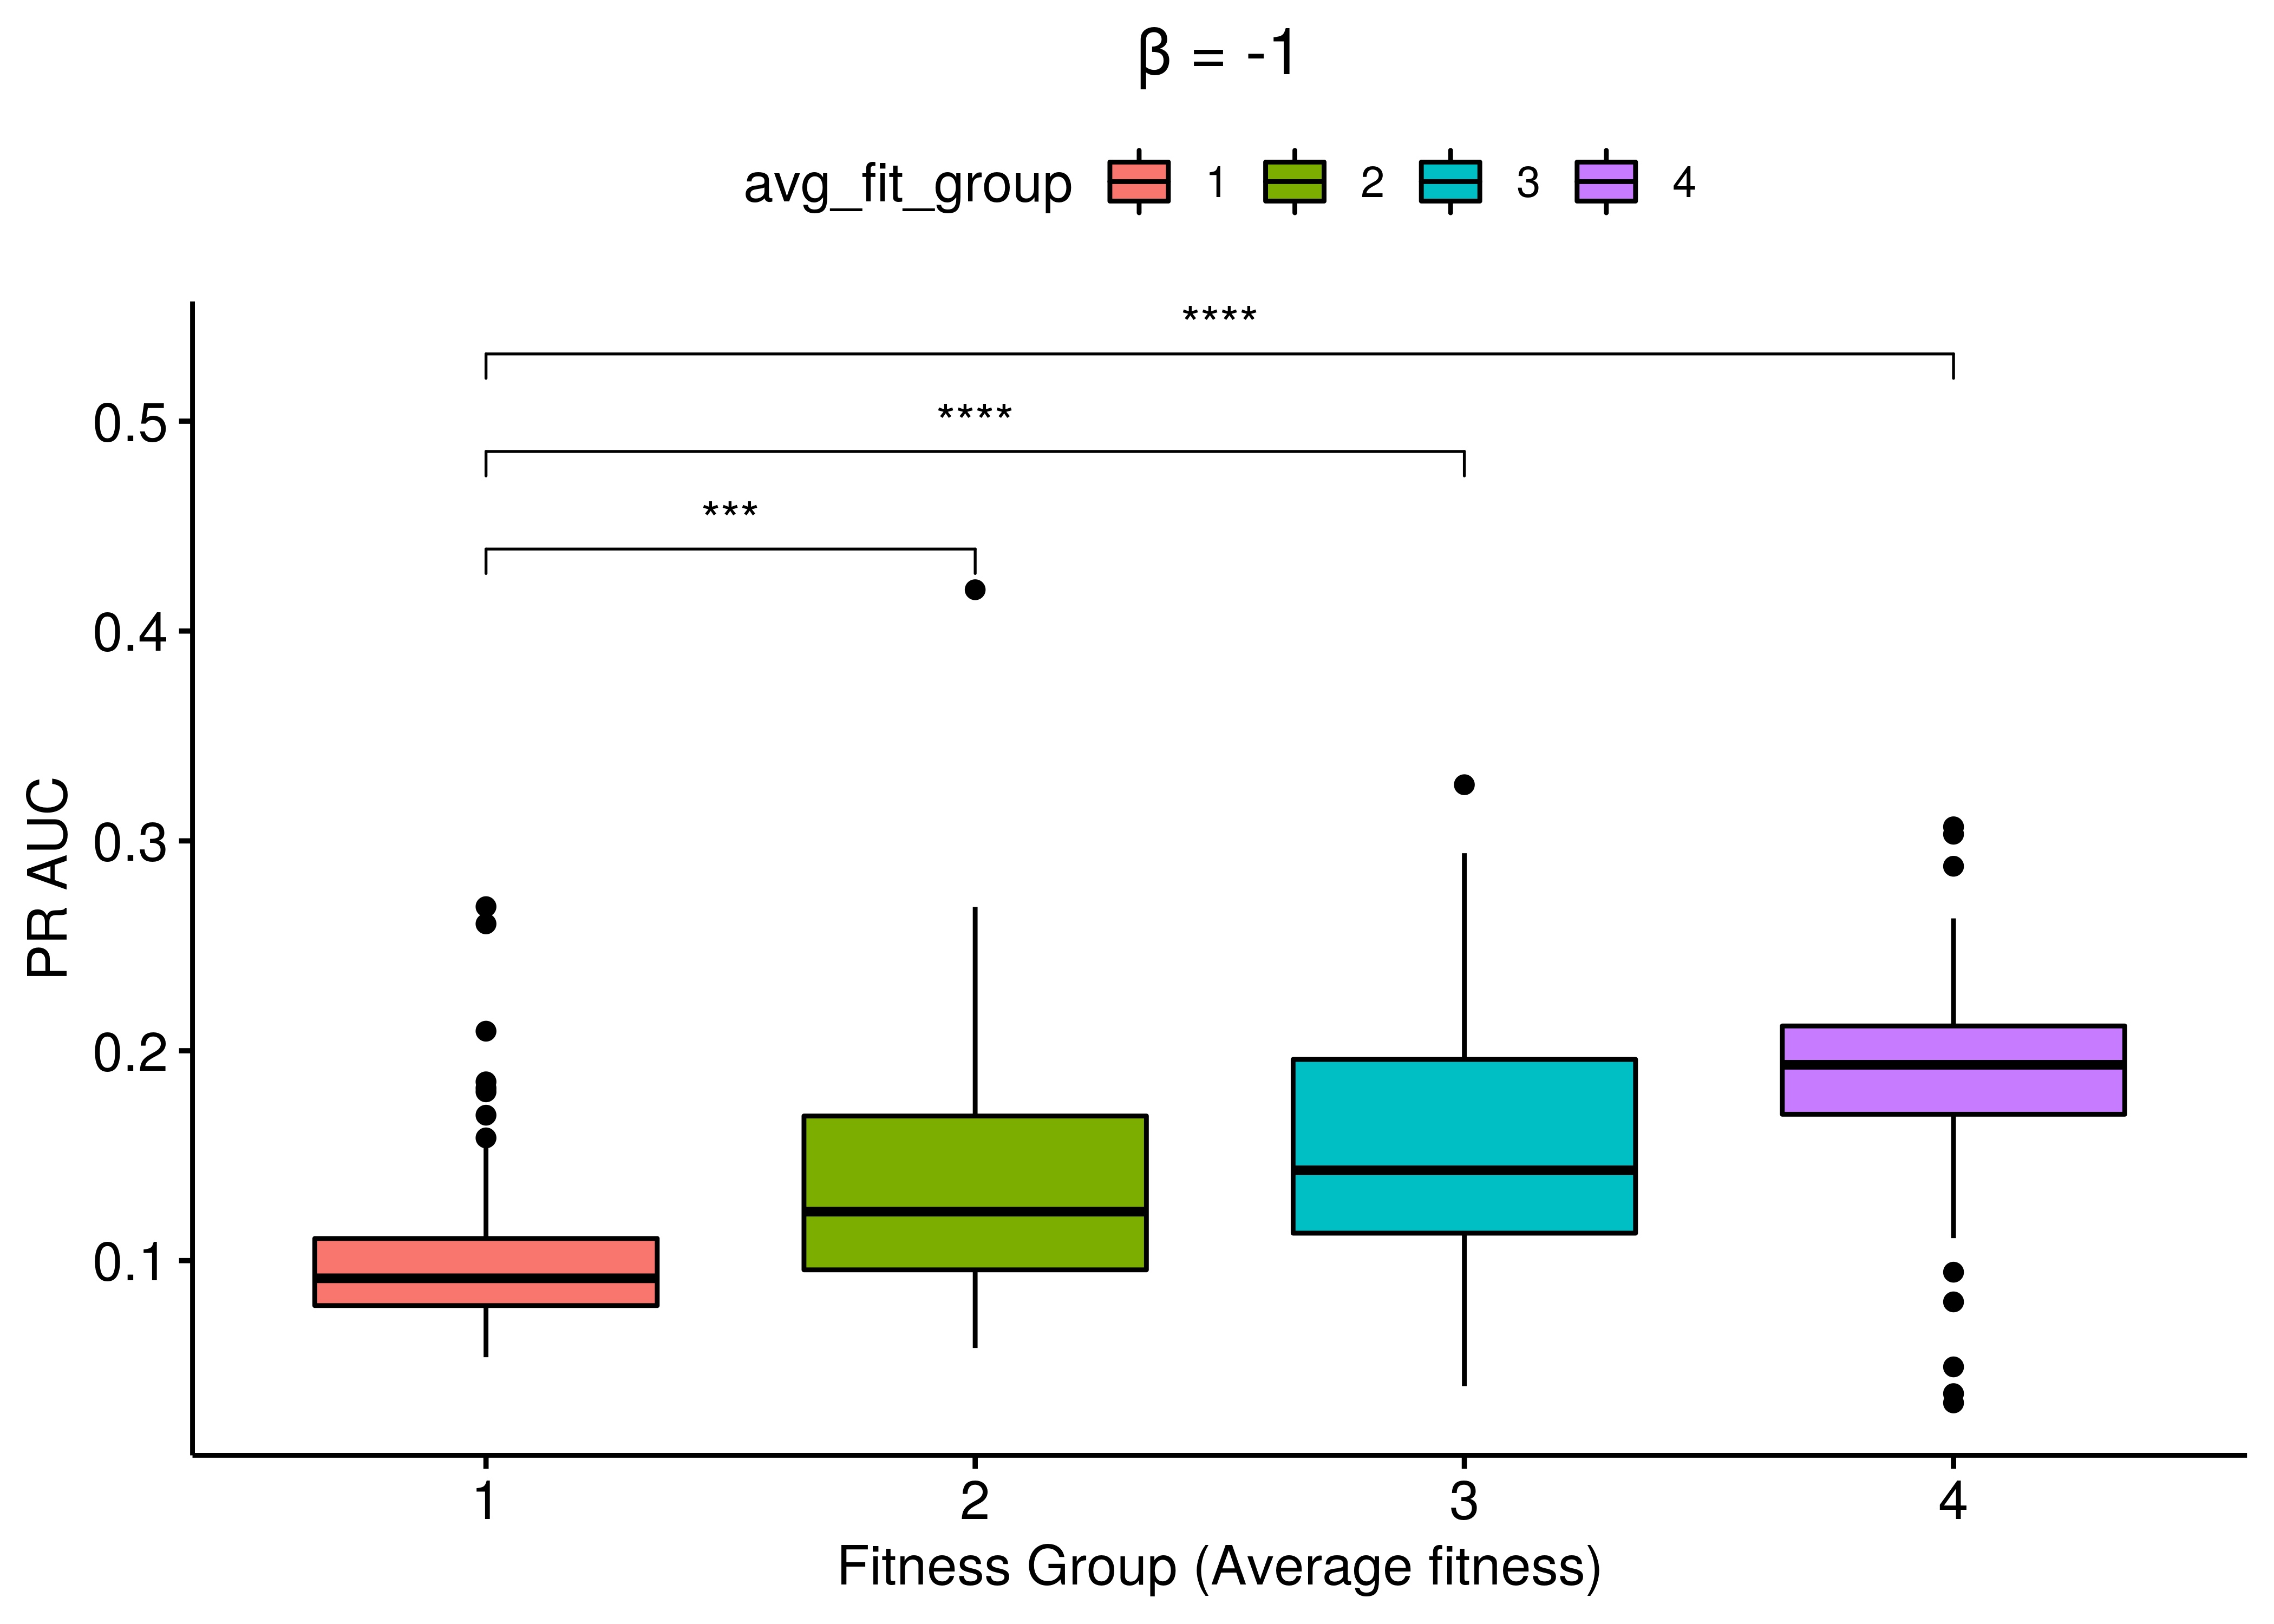 β = -1
avg_fit_group 1 2 3 4
****
****
***
0.5
0.4
0.3
0.2
0.1
PR AUC
1 2 3 4
Fitness Group (Average fitness)